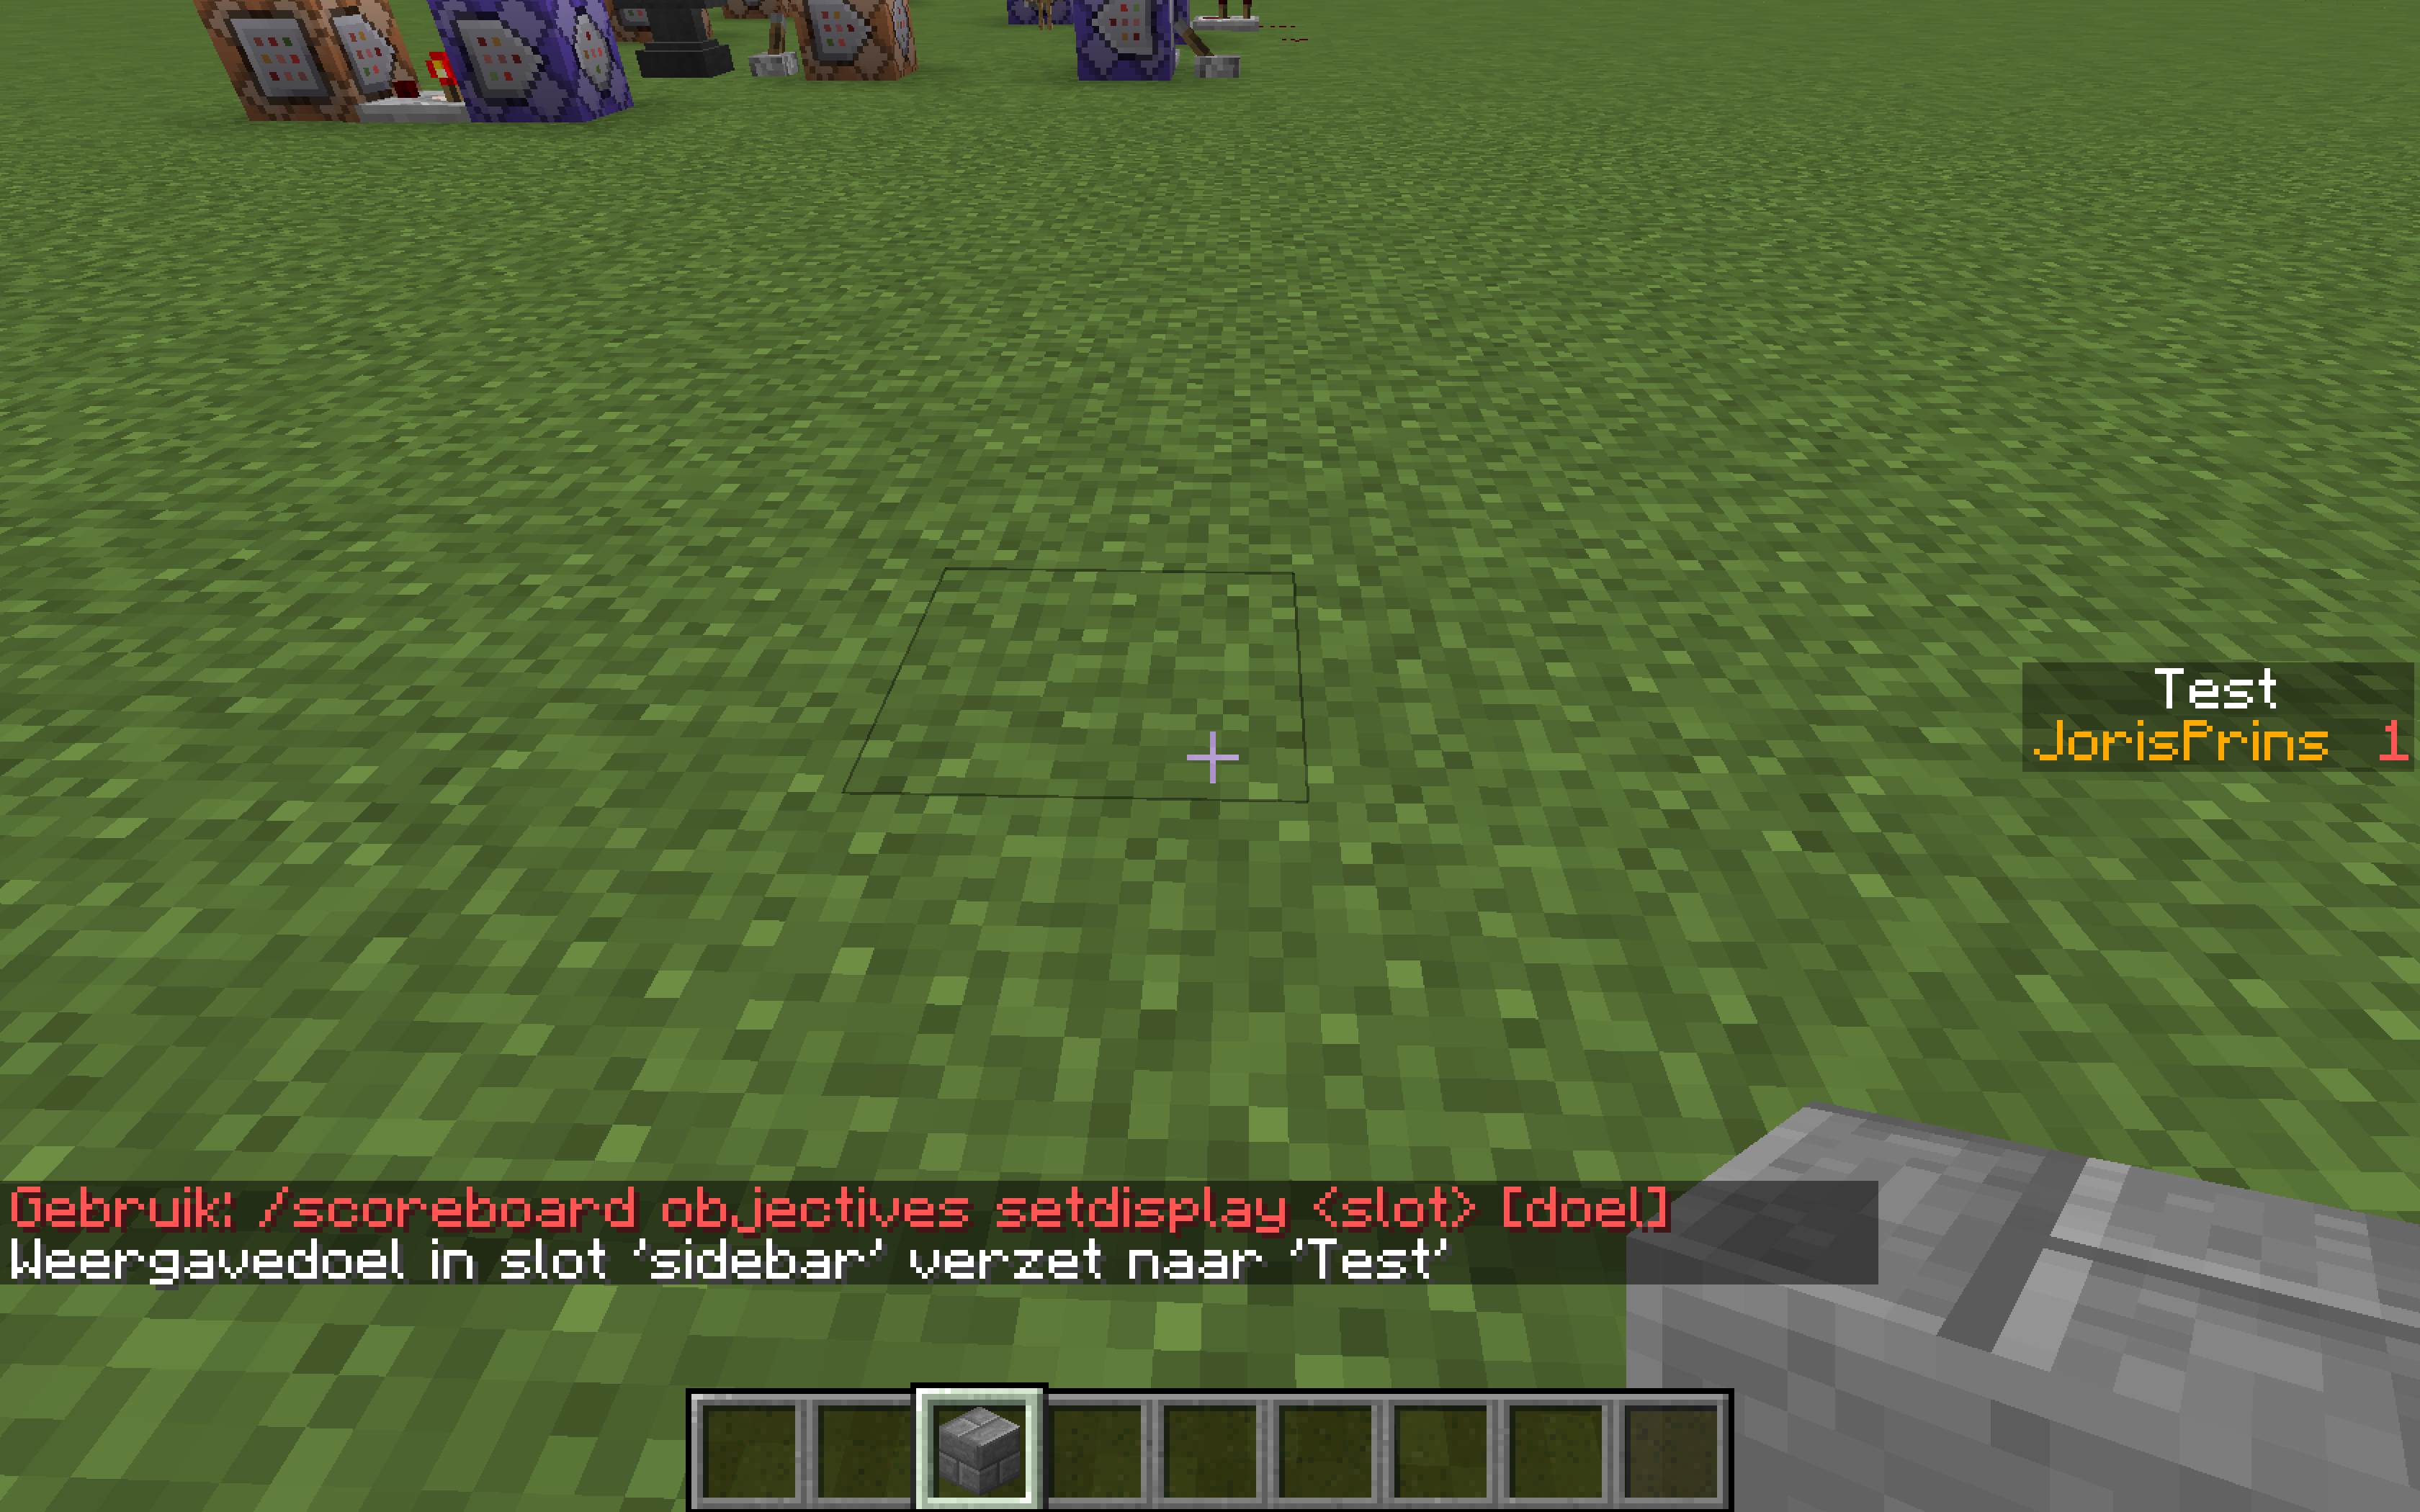 Test
JorisPrins 1
Gebruik: /scoreboard objectives setdisplay <slot> [doel]
Weergavedoel in slot 'sidebar' verzet naar 'Test'